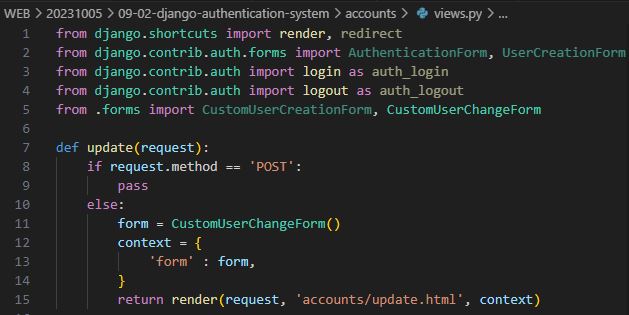 WEB > 20231005 > 09-02-django-authentication-system > accounts > views.py > ...
1 from django.shortcuts import render, redirect
2 from django.contrib.auth.forms import AuthenticationForm, UserCreationForm
3 from django.contrib.auth import login as auth_login
4 from django.contrib.auth import logout as auth_logout
5 from .forms import CustomUserCreationForm, CustomUserChangeForm
6
7 def update(request):
8     if request.method == 'POST':
9         pass
10     else:
11         form = CustomUserChangeForm()
12         context = {
13             'form' : form,
14         }
15         return render(request, 'accounts/update.html', context)